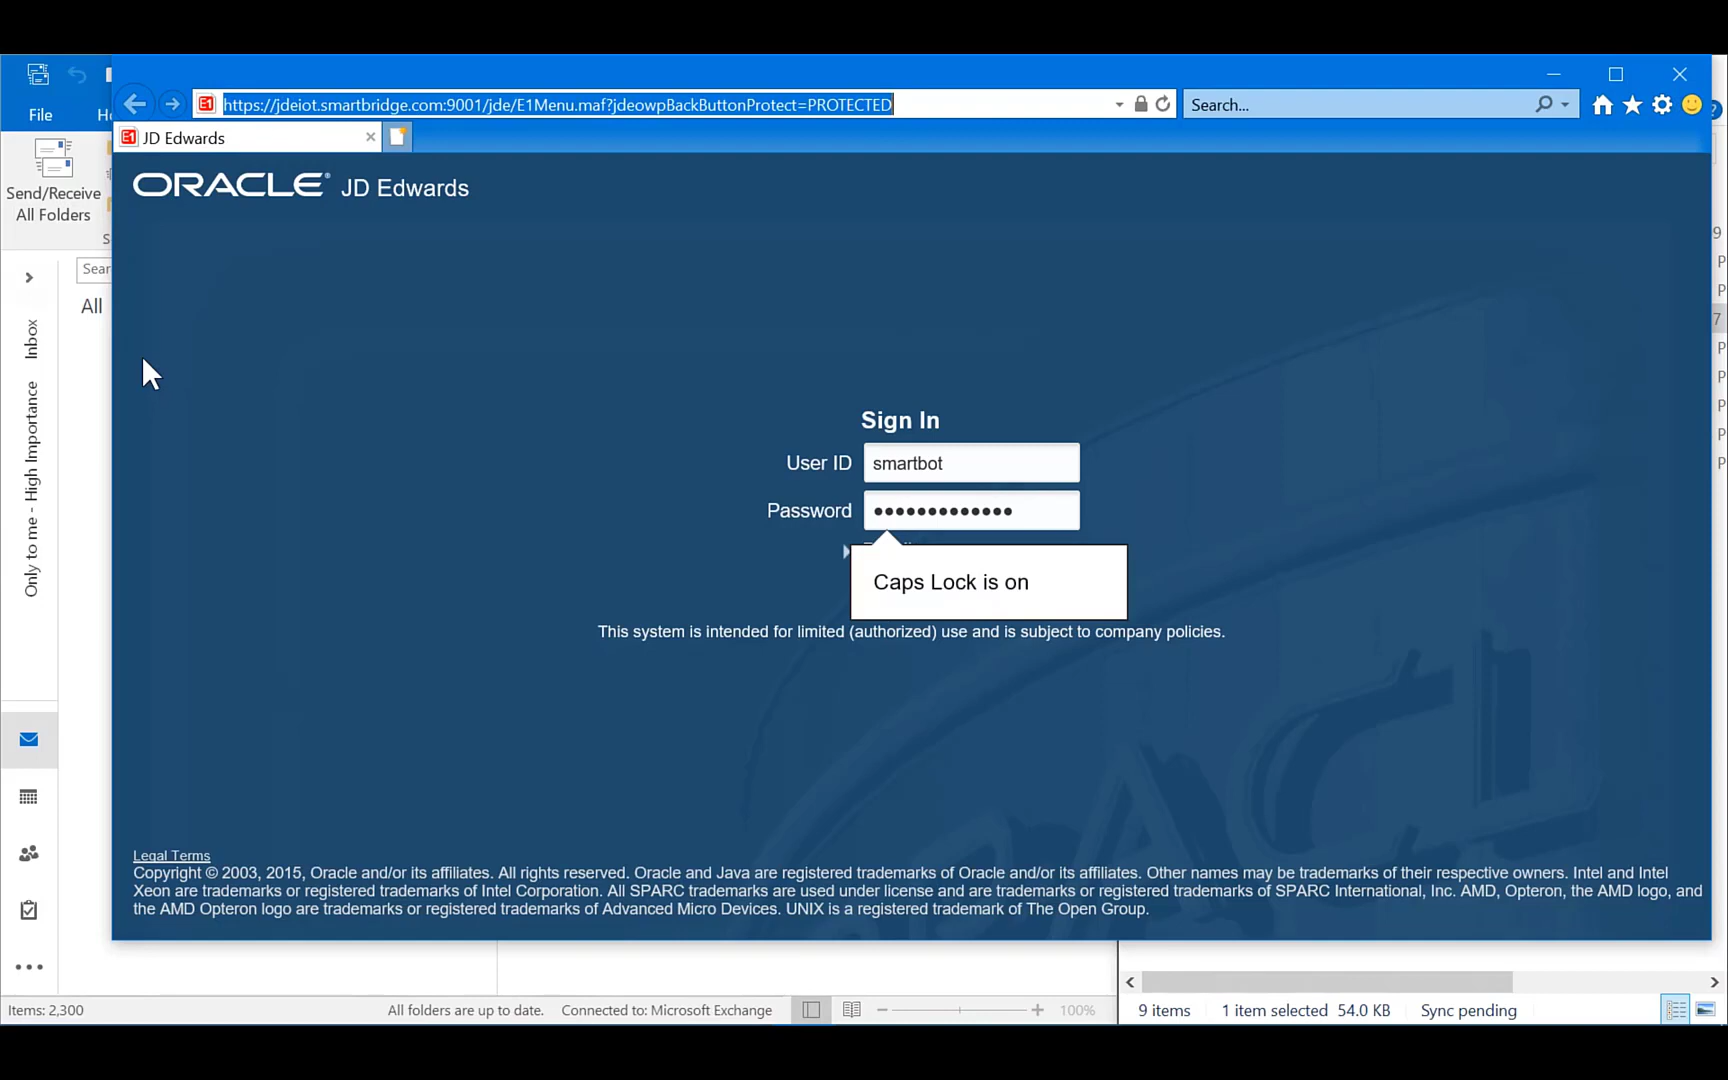 https://jdeiot.smartbridge.com:9001/jde/E1Menu.maf?jdeowpBackButtonProtect=PROTECTED
Search...
File
E1 JD Edwards
ORACLE® JD Edwards
Send/Receive
All Folders
Sear
All
Inbox
Only to me - High Importance
Sign In
User ID smartbot
Password •••••••••••••
Caps Lock is on
This system is intended for limited (authorized) use and is subject to company policies.
Legal Terms
Copyright © 2003, 2015, Oracle and/or its affiliates. All rights reserved. Oracle and Java are registered trademarks of Oracle and/or its affiliates. Other names may be trademarks of their respective owners. Intel and Intel
Xeon are trademarks or registered trademarks of Intel Corporation. All SPARC trademarks are used under license and are trademarks or registered trademarks of SPARC International, Inc. AMD, Opteron, the AMD logo, and
the AMD Opteron logo are trademarks or registered trademarks of Advanced Micro Devices. UNIX is a registered trademark of The Open Group.
Items: 2,300
All folders are up to date.
Connected to: Microsoft Exchange
100%
9 items
1 item selected 54.0 KB
Sync pending